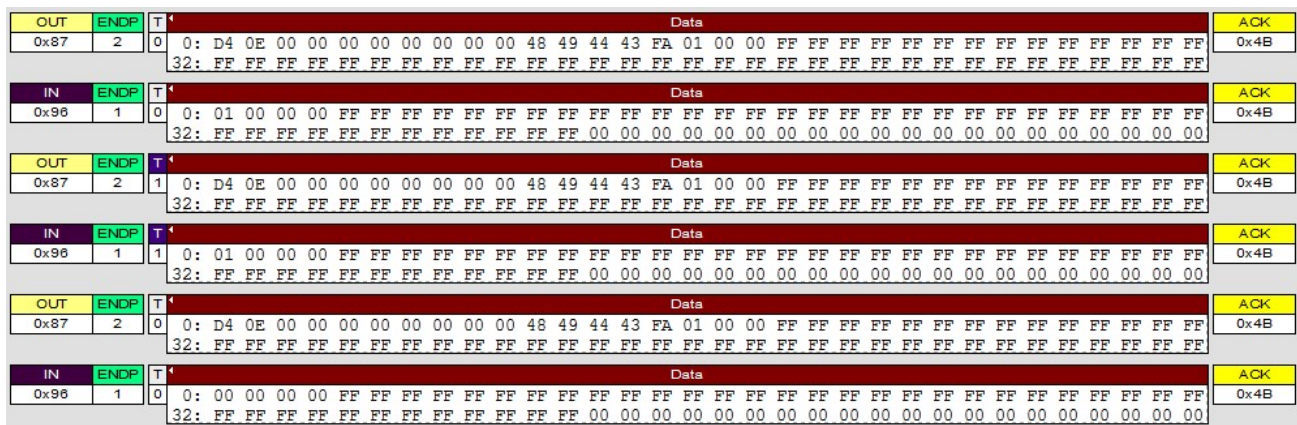 OUT ENDP T Data ACK
0x87 2 0 0: D4 0E 00 00 00 00 00 00 00 00 48 49 44 43 FA 01 00 00 FF FF FF FF FF FF FF FF FF FF FF FF FF FF 0x4B
32: FF FF FF FF FF FF FF FF FF FF FF FF FF FF FF FF FF FF FF FF FF FF FF FF FF FF FF FF FF FF FF FF
IN ENDP T Data ACK
0x96 1 0 0: 01 00 00 00 FF FF FF FF FF FF FF FF FF FF FF FF FF FF FF FF FF FF FF FF FF FF FF FF FF FF FF FF 0x4B
32: FF FF FF FF FF FF FF FF FF FF FF FF 00 00 00 00 00 00 00 00 00 00 00 00 00 00 00 00 00 00 00 00
OUT ENDP T Data ACK
0x87 2 1 0: D4 0E 00 00 00 00 00 00 00 00 48 49 44 43 FA 01 00 00 FF FF FF FF FF FF FF FF FF FF FF FF FF FF 0x4B
32: FF FF FF FF FF FF FF FF FF FF FF FF FF FF FF FF FF FF FF FF FF FF FF FF FF FF FF FF FF FF FF FF
IN ENDP T Data ACK
0x96 1 1 0: 01 00 00 00 FF FF FF FF FF FF FF FF FF FF FF FF FF FF FF FF FF FF FF FF FF FF FF FF FF FF FF FF 0x4B
32: FF FF FF FF FF FF FF FF FF FF FF FF 00 00 00 00 00 00 00 00 00 00 00 00 00 00 00 00 00 00 00 00
OUT ENDP T Data ACK
0x87 2 0 0: D4 0E 00 00 00 00 00 00 00 00 48 49 44 43 FA 01 00 00 FF FF FF FF FF FF FF FF FF FF FF FF FF FF 0x4B
32: FF FF FF FF FF FF FF FF FF FF FF FF FF FF FF FF FF FF FF FF FF FF FF FF FF FF FF FF FF FF FF FF
IN ENDP T Data ACK
0x96 1 0 0: 00 00 00 00 FF FF FF FF FF FF FF FF FF FF FF FF FF FF FF FF FF FF FF FF FF FF FF FF FF FF FF FF 0x4B
32: FF FF FF FF FF FF FF FF FF FF FF FF 00 00 00 00 00 00 00 00 00 00 00 00 00 00 00 00 00 00 00 00